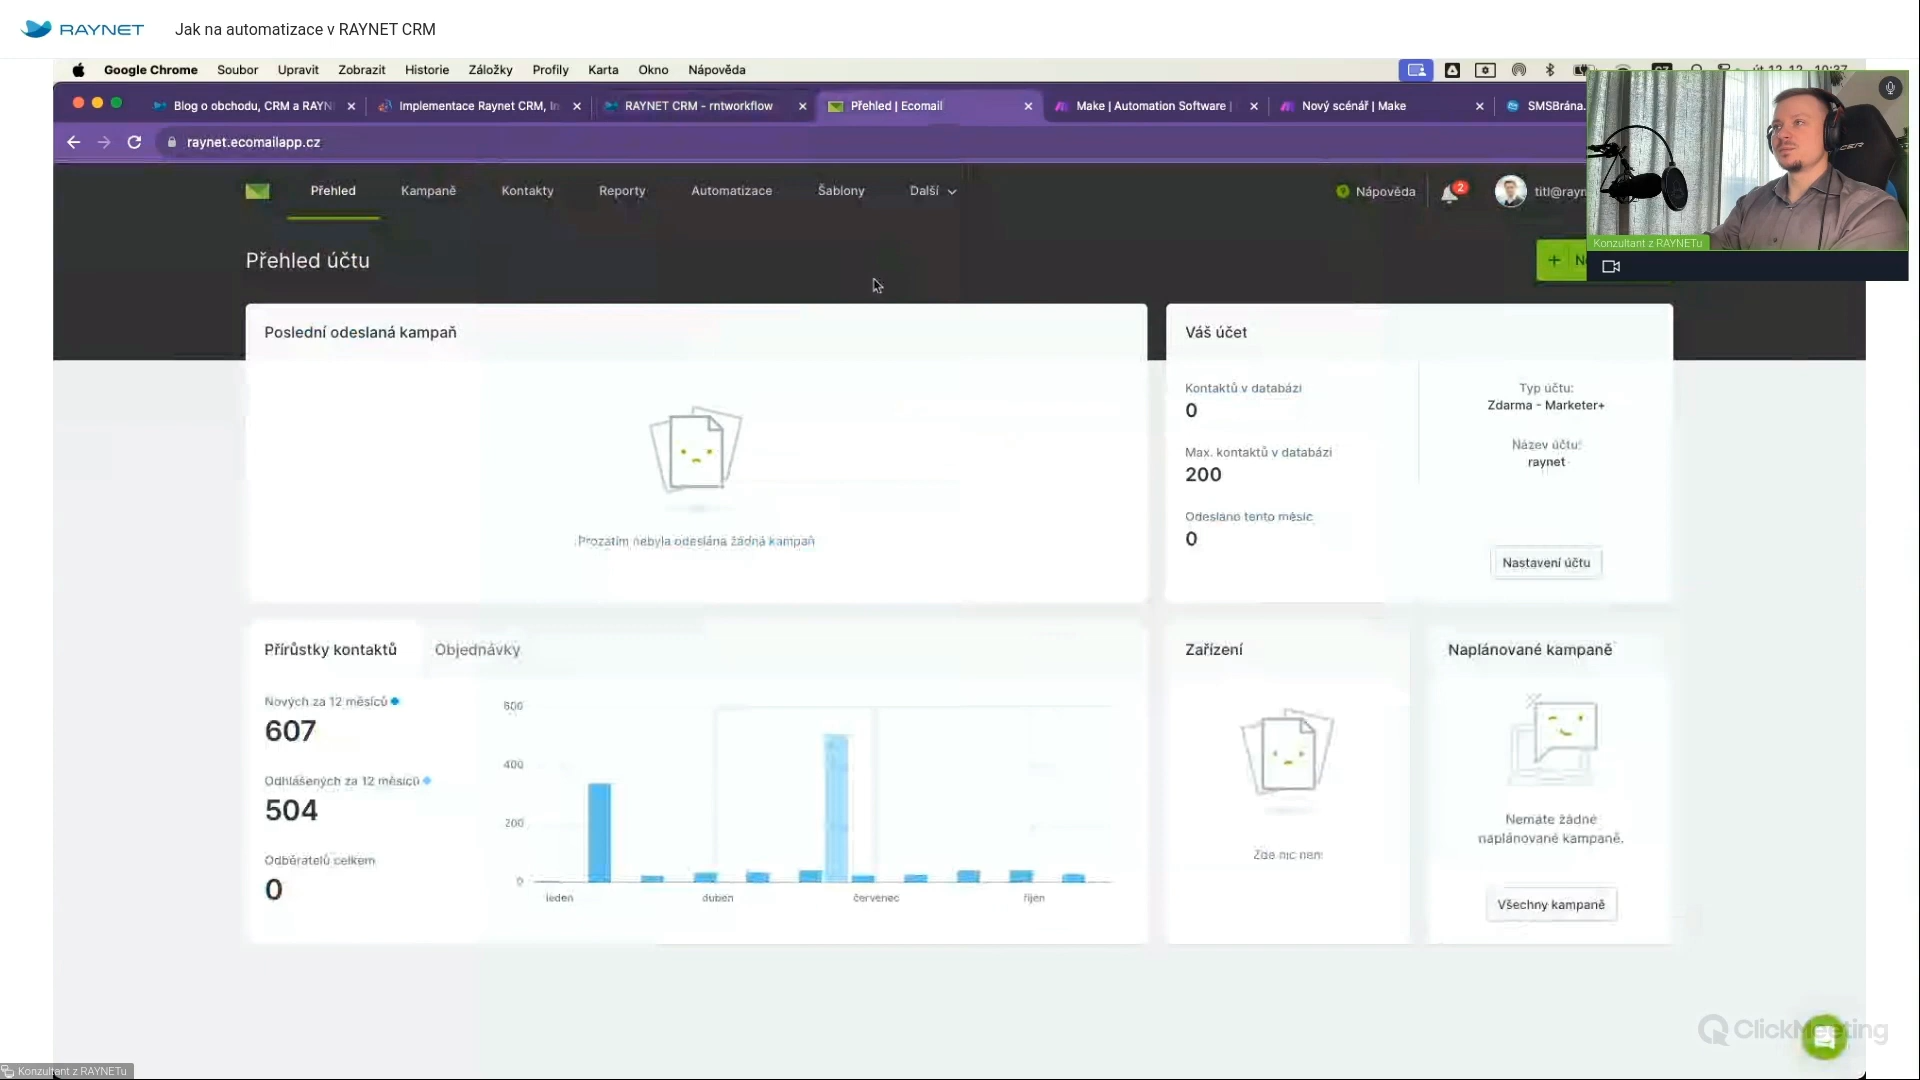 RAYNET
Jak na automatizace v RAYNET CRM
Google Chrome Soubor Upravit Zobrazit Historie Záložky Profily Karta Okno Nápověda
Blog o obchodu, CRM a RAYN
Implementace Raynet CRM, In
RAYNET CRM - rntworkflow
Přehled | Ecomail
Make | Automation Software |
Nový scénář | Make
SMSBrána.
raynet.ecomailapp.cz
Přehled Kampaně Kontakty Reporty Automatizace Šablony Další
Nápověda
2
titl@rayn
Konzultant z RAYNETu
Přehled účtu
+
Poslední odeslaná kampaň
Prozatím nebyla odeslána žádná kampaň
Váš účet
Kontaktů v databázi
0
Max. kontaktů v databázi
200
Odesláno tento měsíc
0
Typ účtu:
Zdarma - Marketer+
Název účtu:
raynet
Nastavení účtu
Přírůstky kontaktů
Objednávky
Nových za 12 měsíců
607
Odhlášených za 12 měsíců
504
Odběratelů celkem
0
600
400
200
0
leden duben červenec říjen
Zařízení
Zde nic není
Naplánované kampaně
Nemáte žádné
naplánované kampaně.
Všechny kampaně
ClickMeeting
Konzultant z RAYNETu